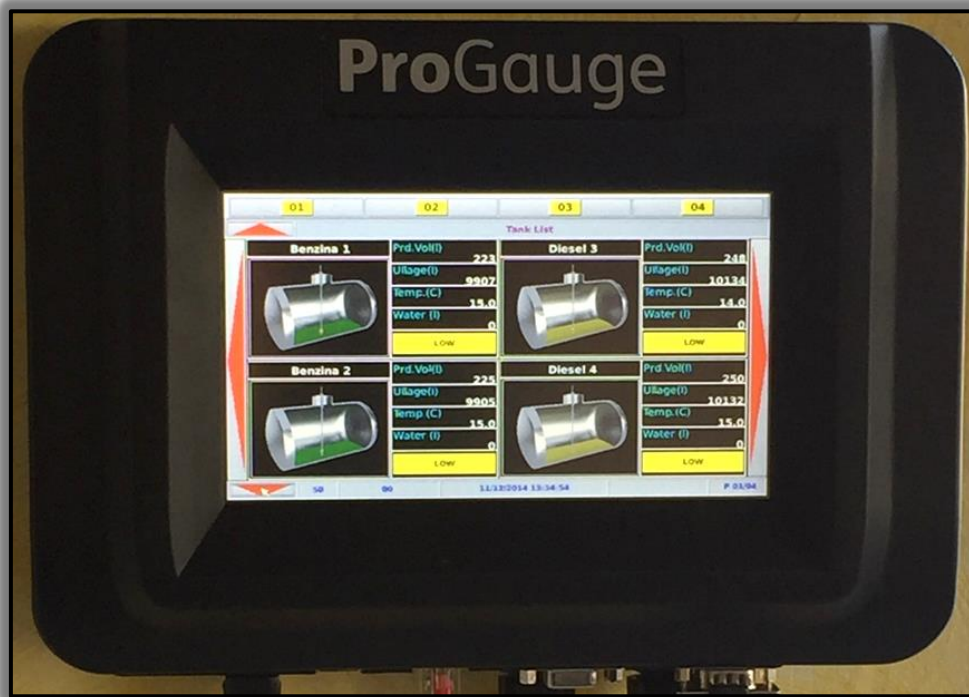 ProGauge
01 02 03 04
Tank List
Benzina 1
Prd.Vol(l)
223
Ullage(l)
9907
Temp.(C)
15.0
Water (l)
0
LOW
Diesel 3
Prd.Vol(l)
248
Ullage(l)
10134
Temp.(C)
14.0
Water (l)
0
LOW
Benzina 2
Prd.Vol(l)
225
Ullage(l)
9905
Temp (C)
15.0
Water (l)
0
LOW
Diesel 4
Prd Vol(l)
250
Ullage(l)
10132
Temp.(C)
15.0
Water (l)
0
LOW
11/12/2014 13:34:54 P 01/04